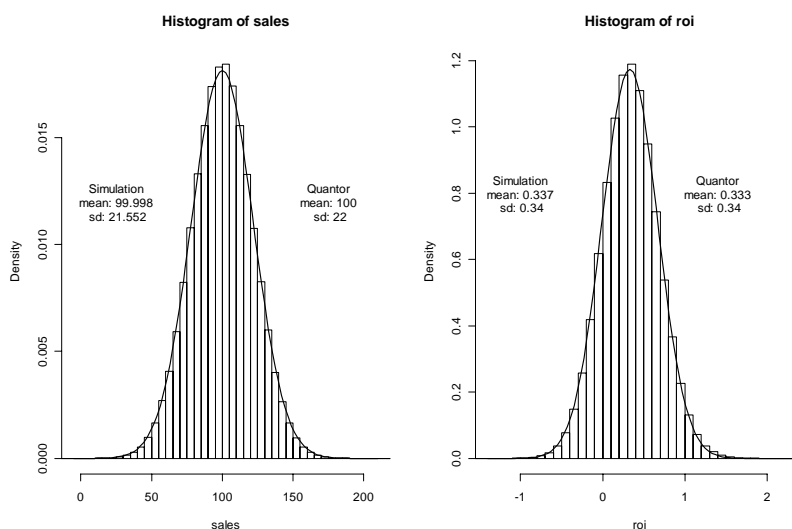 Histogram of sales
Density
0.000
0.005
0.010
0.015
Simulation
mean: 99.998
sd: 21.552
Quantor
mean: 100
sd: 22
0
50
100
150
200
sales
Histogram of roi
Density
0.0
0.2
0.4
0.6
0.8
1.0
1.2
Simulation
mean: 0.337
sd: 0.34
Quantor
mean: 0.333
sd: 0.34
-1
0
1
2
roi